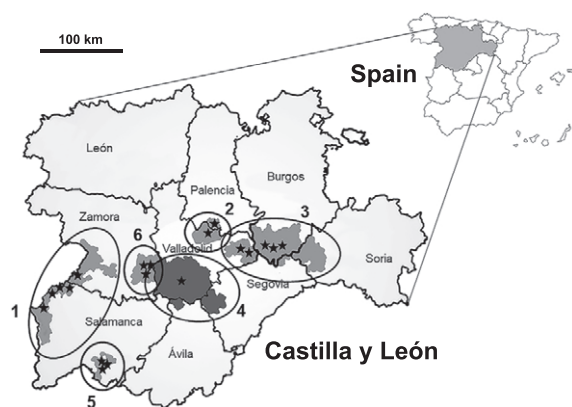 100 km
Spain
León
Burgos
Palencia
Zamora
2
3
6
Valladolid
Soria
Segovia
1
4
Salamanca
Ávila
Castilla y León
5